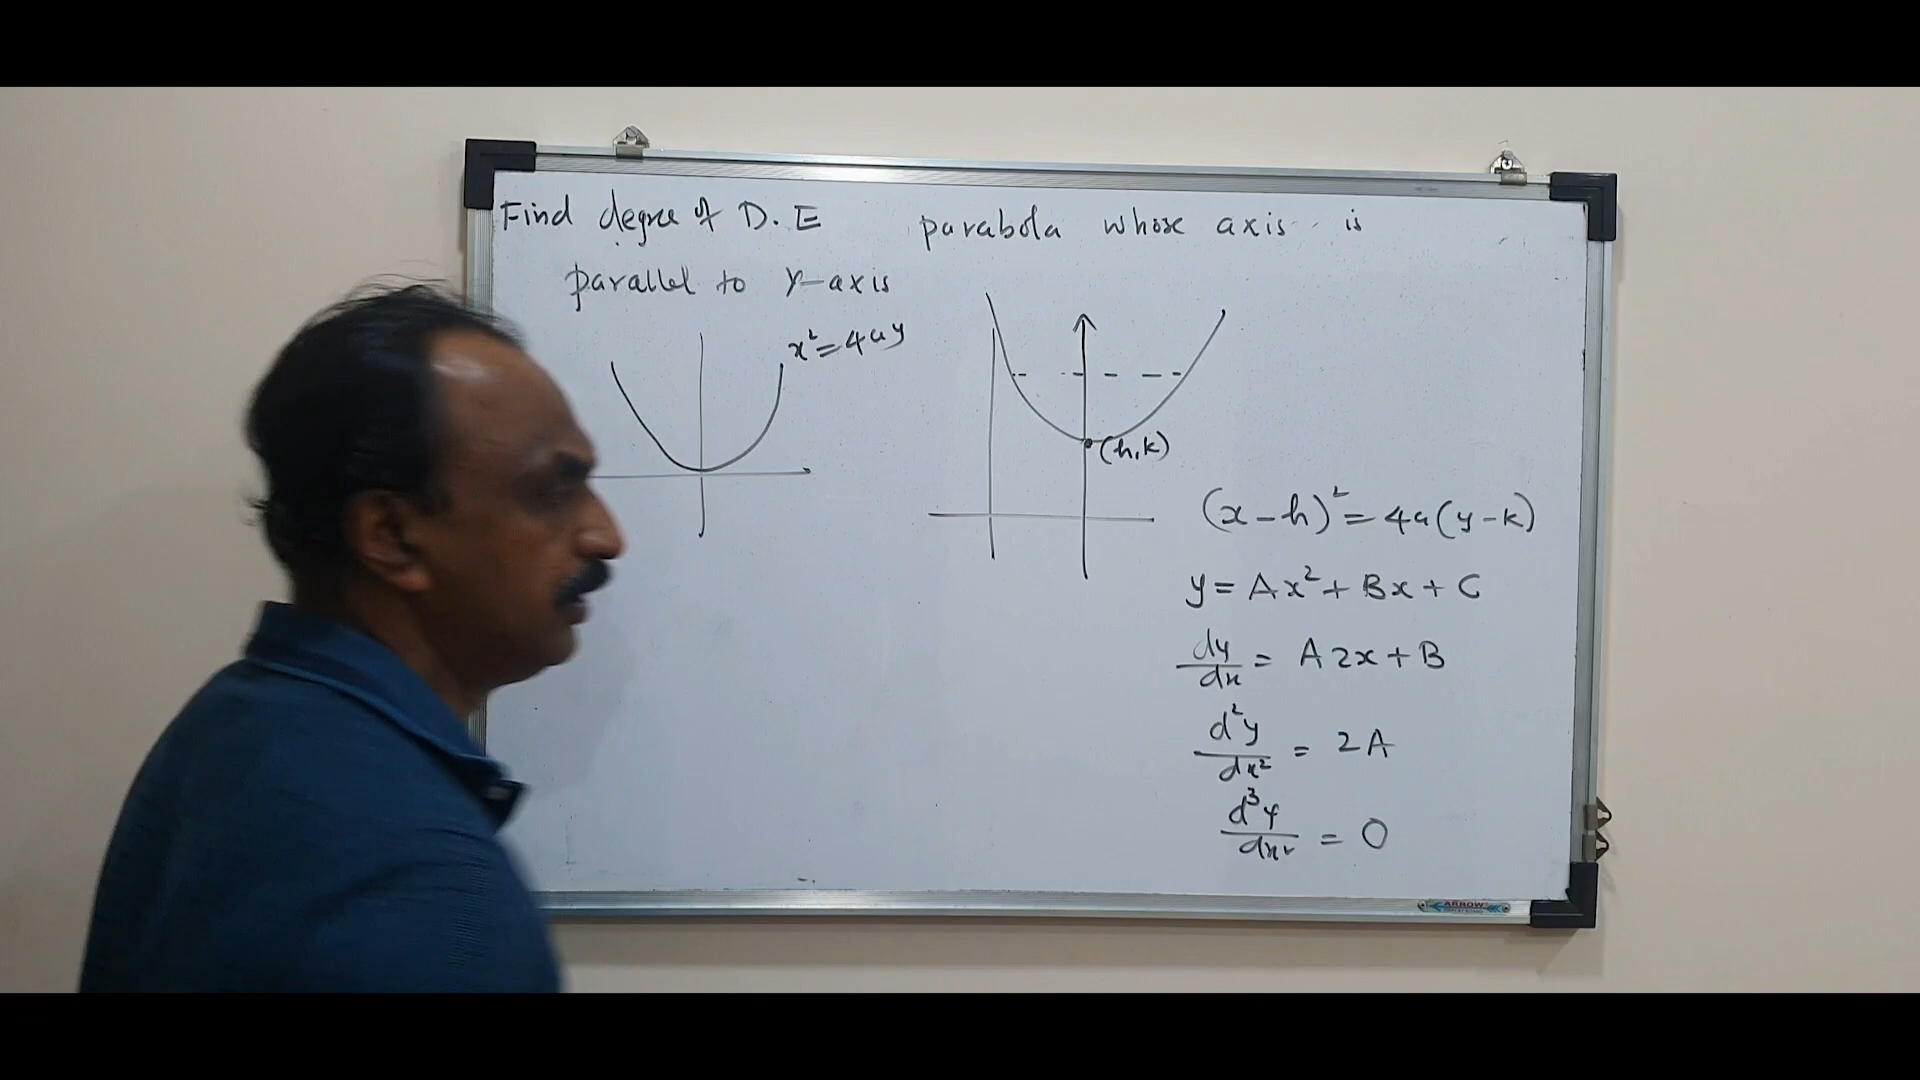 Find degree of D.E parabola whose axis is
parallel to y-axis
x²=4ay
(h,k)
(x-h)²=4a(y-k)
y=Ax²+Bx+C
dy/dx = A2x+B
d²y/dx² = 2A
d³y/dx² = 0
ARROW